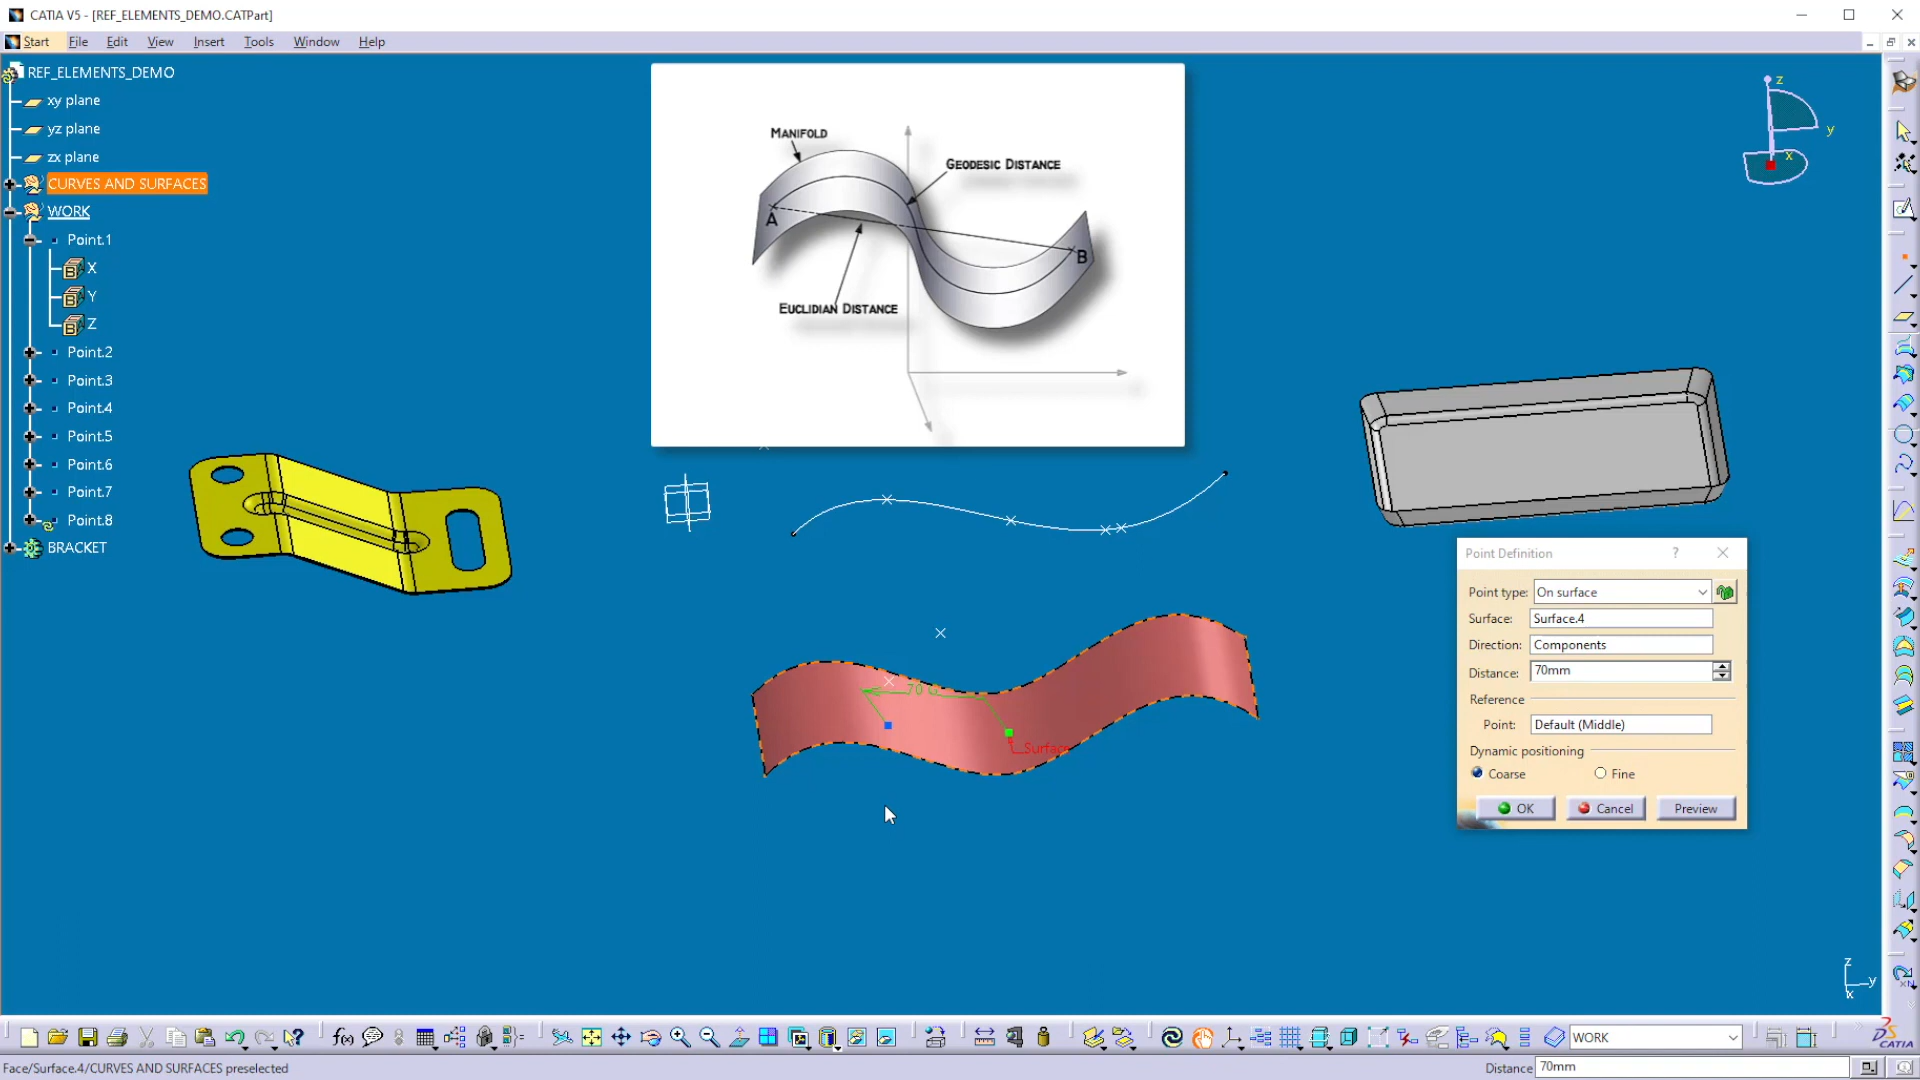 CATIA V5 - [REF_ELEMENTS_DEMO.CATPart]
Start File Edit View Insert Tools Window Help
REF_ELEMENTS_DEMO
xy plane
yz plane
zx plane
CURVES AND SURFACES
WORK
Point.1
X
Y
Z
Point.2
Point.3
Point.4
Point.5
Point.6
Point.7
Point.8
BRACKET
MANIFOLD
GEODESIC DISTANCE
A
B
EUCLIDIAN DISTANCE
z
y
x
70 G
Surface
Point Definition ?
Point type: On surface
Surface: Surface.4
Direction: Components
Distance: 70mm
Reference
Point: Default (Middle)
Dynamic positioning
Coarse Fine
OK Cancel Preview
z
y
x
f(x)
WORK
CATIA
Face/Surface.4/CURVES AND SURFACES preselected
Distance 70mm